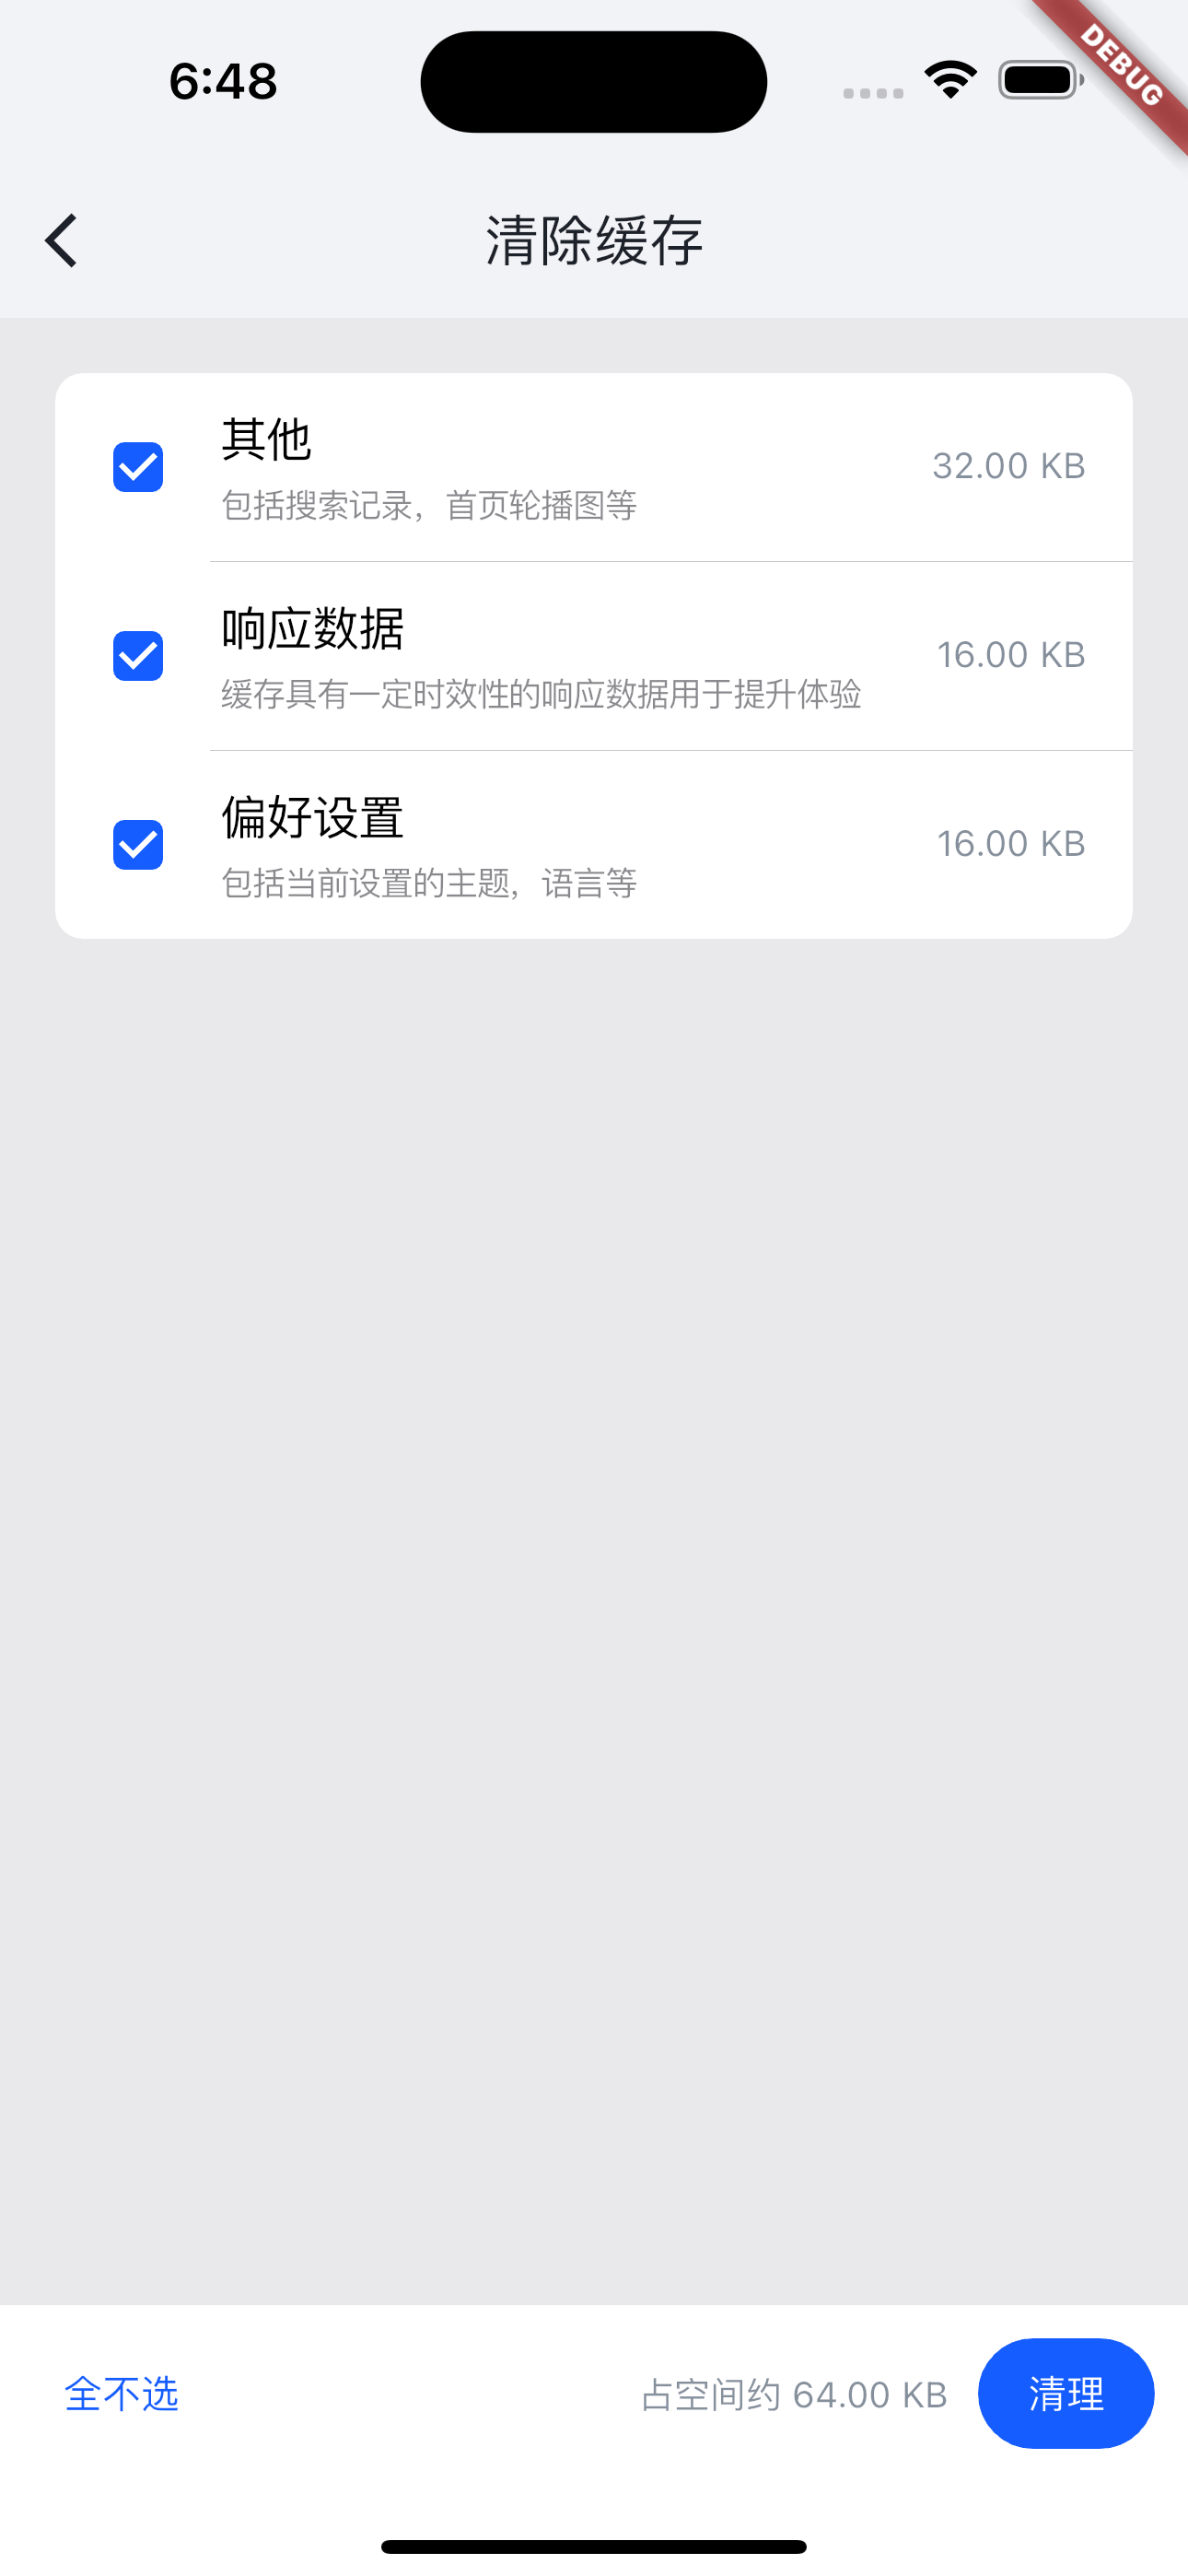 6:48
DEBUG
清除缓存
其他
32.00 KB
包括搜索记录，首页轮播图等
响应数据
16.00 KB
缓存具有一定时效性的响应数据用于提升体验
偏好设置
16.00 KB
包括当前设置的主题，语言等
全不选
占空间约 64.00 KB
清理